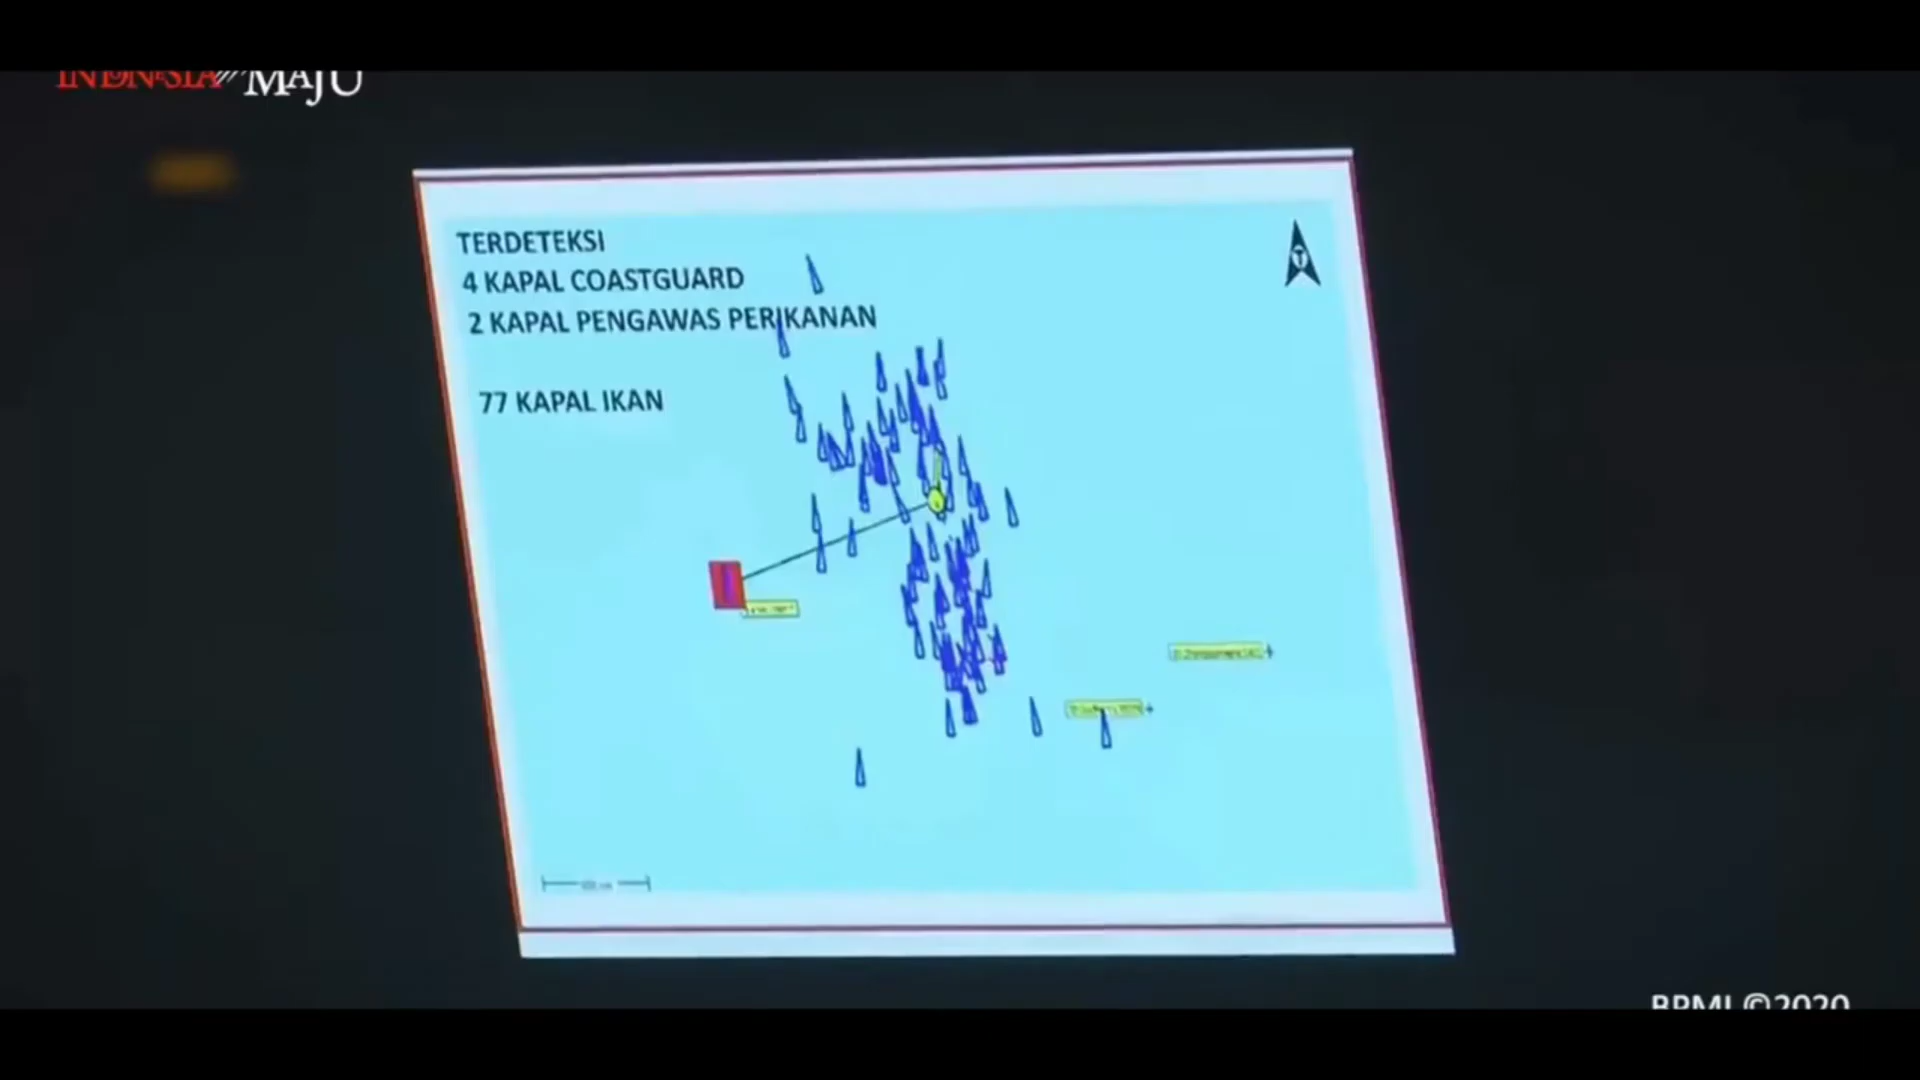 INDONESIA MAJU
TERDETEKSI
4 KAPAL COASTGUARD
2 KAPAL PENGAWAS PERIKANAN
77 KAPAL IKAN
BPMI ©2020